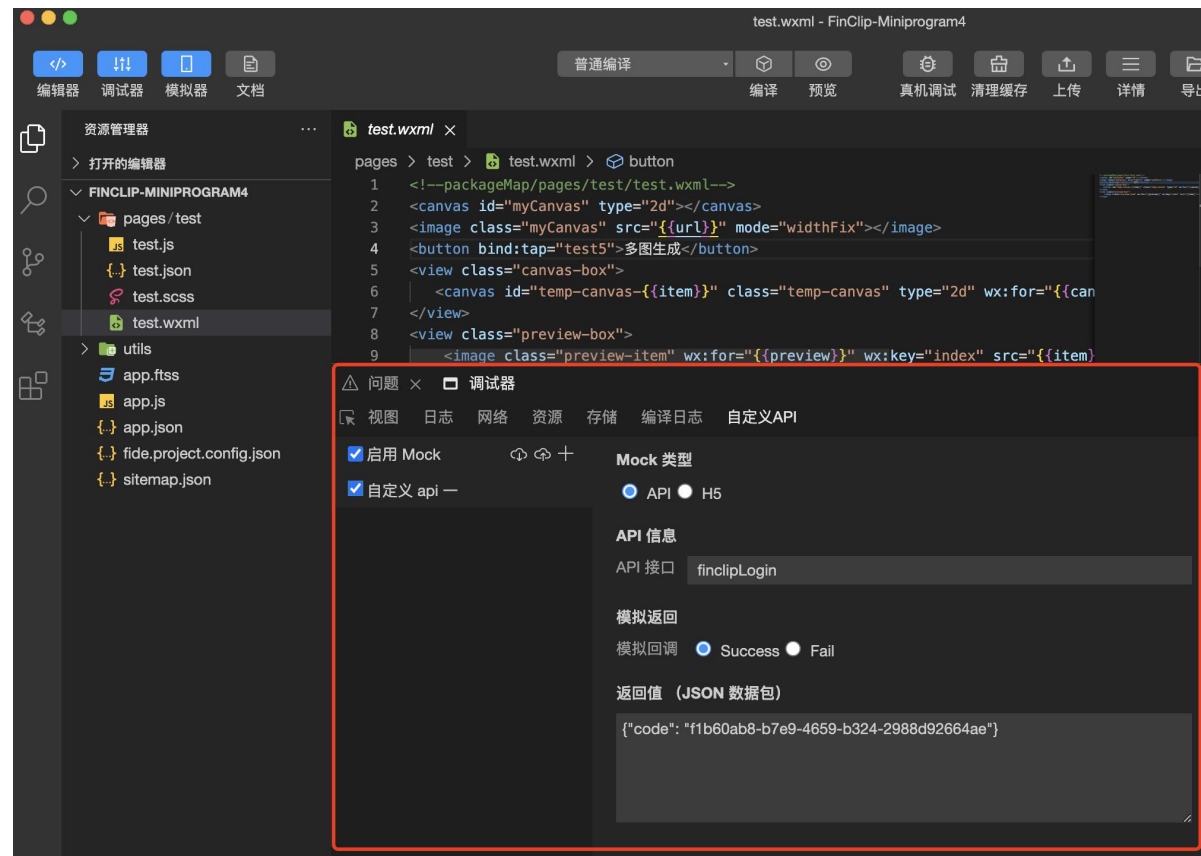 test.wxml - FinClip-Miniprogram4
普通编译
编辑器 调试器 模拟器 文档 编译 预览 真机调试 清理缓存 上传 详情 导出
资源管理器 ···
打开的编辑器
FINCLIP-MINIPROGRAM4
pages/test
test.js
test.json
test.scss
test.wxml
utils
app.ftss
app.js
app.json
fide.project.config.json
sitemap.json
test.wxml
pages > test > test.wxml > button
1 <!--packageMap/pages/test/test.wxml-->
2 <canvas id="myCanvas" type="2d"></canvas>
3 <image class="myCanvas" src="{{url}}" mode="widthFix"></image>
4 <button bind:tap="test5">多图生成</button>
5 <view class="canvas-box">
6 <canvas id="temp-canvas-{{item}}" class="temp-canvas" type="2d" wx:for="{{can
7 </view>
8 <view class="preview-box">
9 <image class="preview-item" wx:for="{{preview}}" wx:key="index" src="{{item}
问题 调试器
视图 日志 网络 资源 存储 编译日志 自定义API
启用 Mock
自定义 api 一
Mock 类型
API H5
API 信息
API 接口 finclipLogin
模拟返回
模拟回调 Success Fail
返回值 （JSON 数据包）
{"code": "f1b60ab8-b7e9-4659-b324-2988d92664ae"}